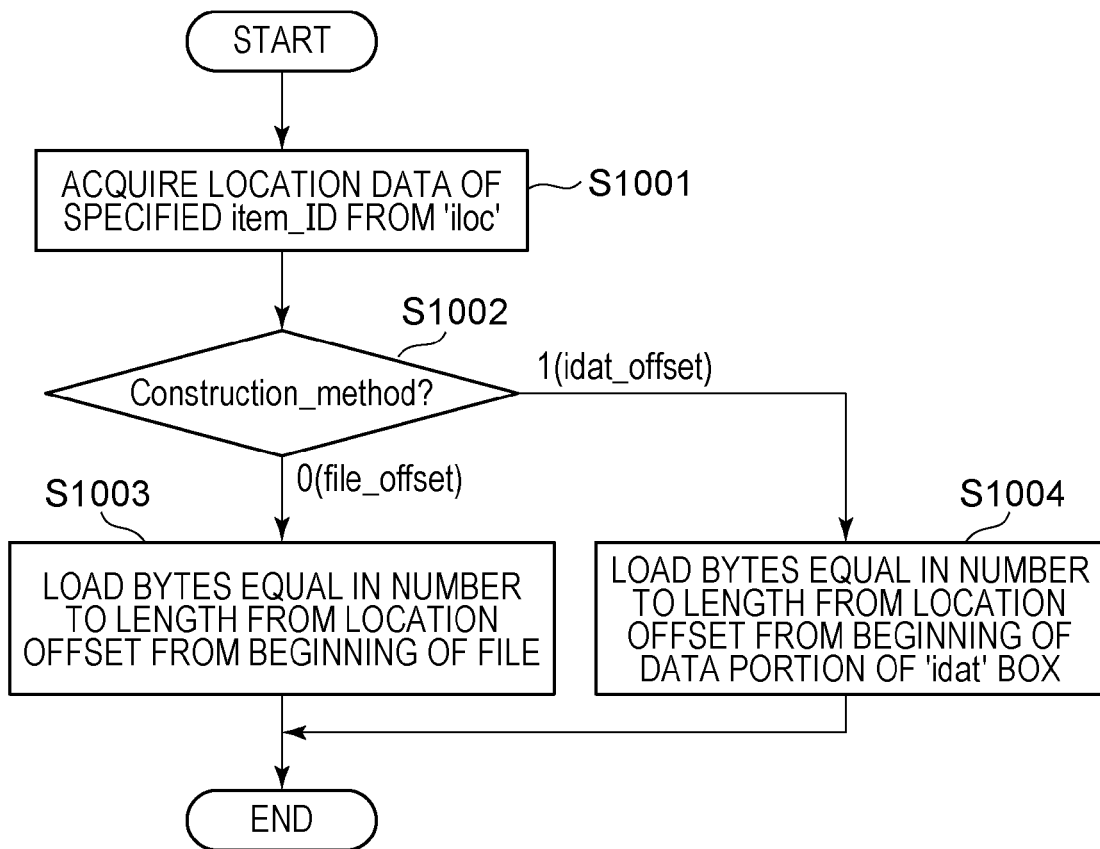 START
ACQUIRE LOCATION DATA OF
SPECIFIED item_ID FROM 'iloc'
S1001
S1002
Construction_method?
1(idat_offset)
0(file_offset)
S1003
LOAD BYTES EQUAL IN NUMBER
TO LENGTH FROM LOCATION
OFFSET FROM BEGINNING OF FILE
S1004
LOAD BYTES EQUAL IN NUMBER
TO LENGTH FROM LOCATION
OFFSET FROM BEGINNING OF
DATA PORTION OF 'idat' BOX
END